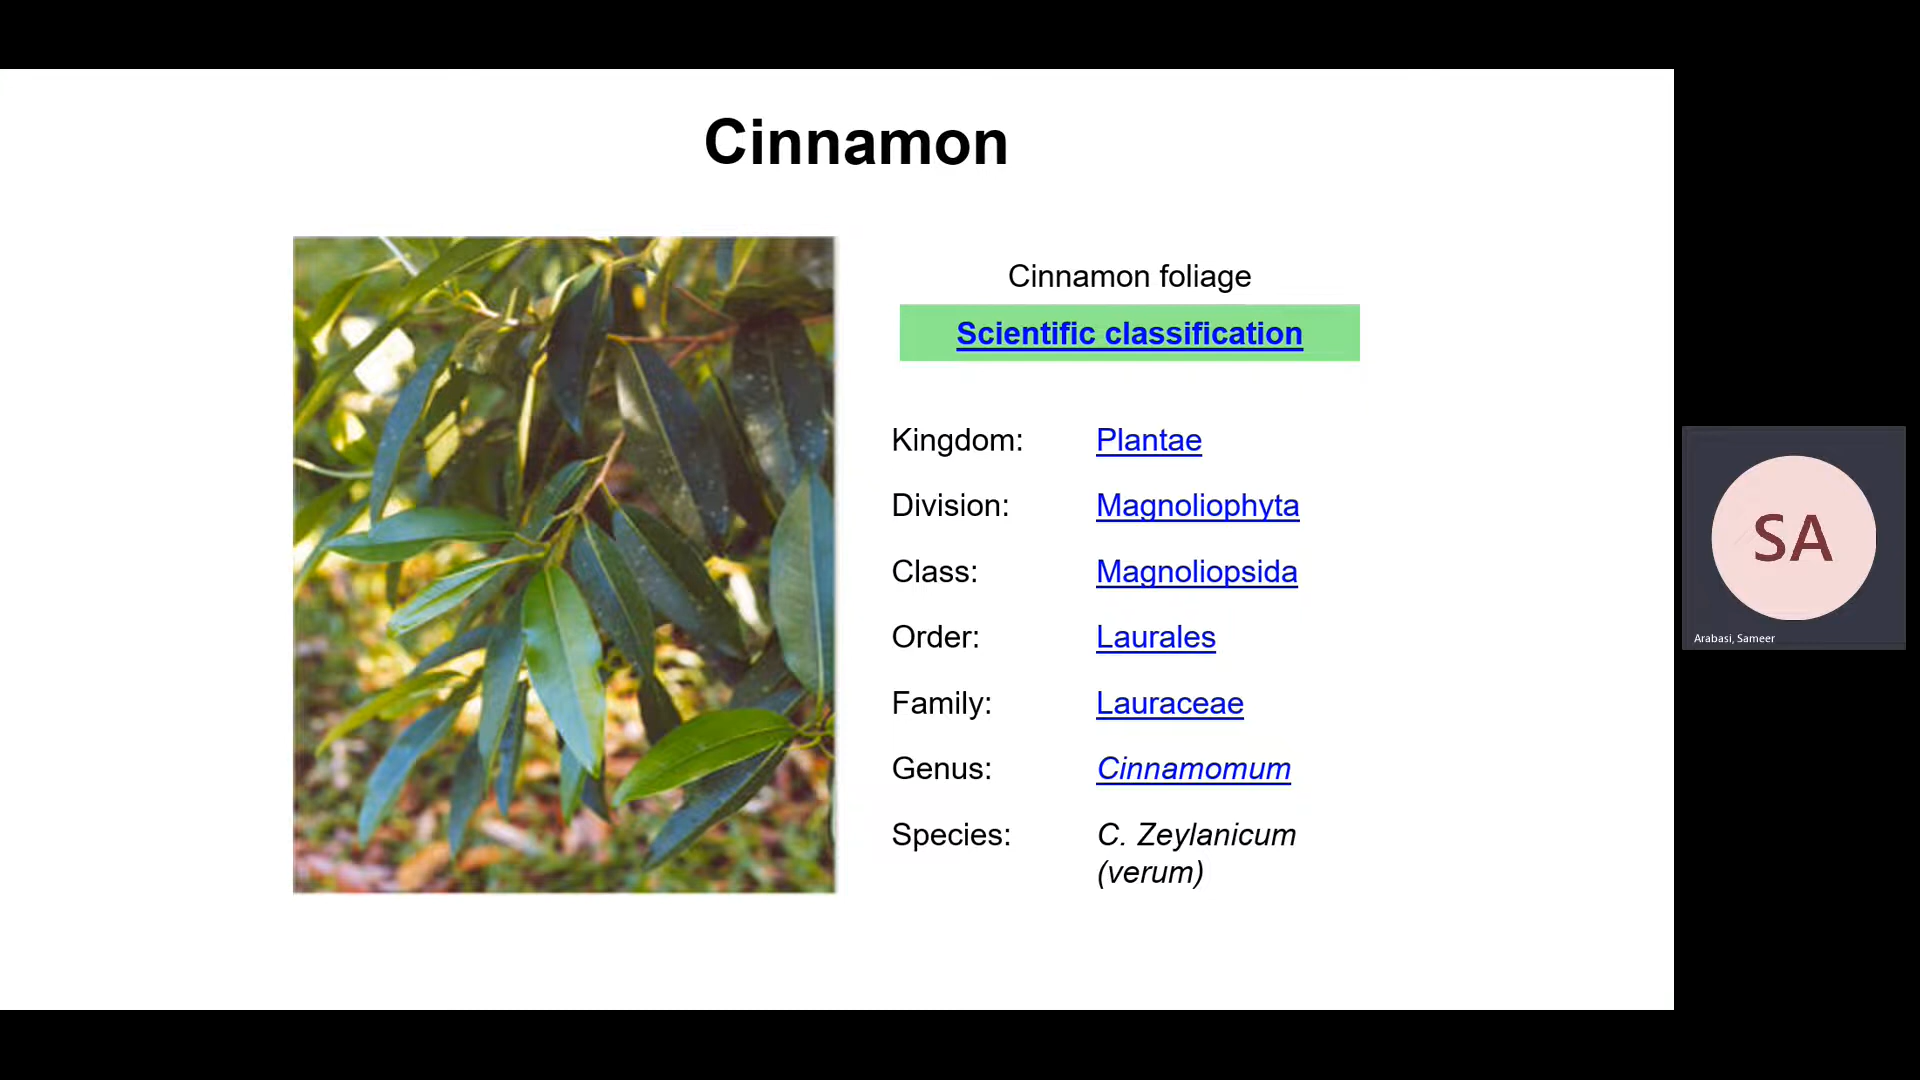 Cinnamon
Cinnamon foliage
Scientific classification
Kingdom: Plantae
Division: Magnoliophyta
Class: Magnoliopsida
Order: Laurales
Family: Lauraceae
Genus: Cinnamomum
Species: C. Zeylanicum
(verum)
SA
Arabasi, Sameer